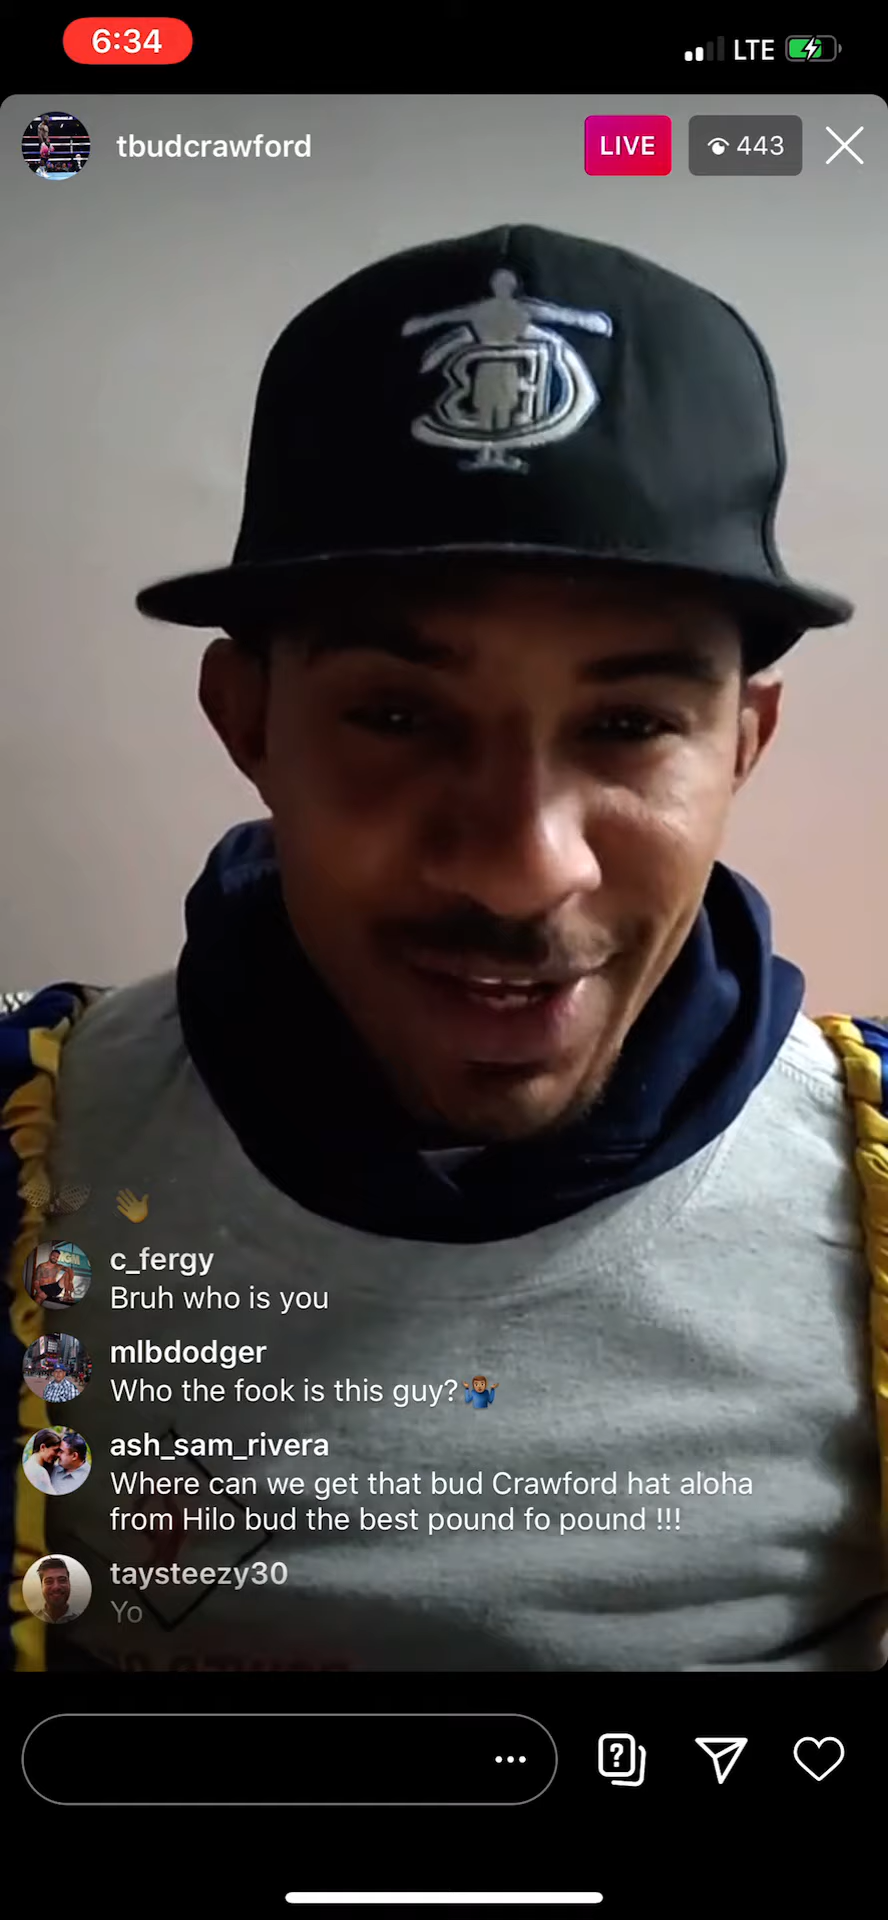 6:34
LTE
tbudcrawford
LIVE
443
c_fergy
Bruh who is you
mlbdodger
Who the fook is this guy?🤷🏽‍♂️
ash_sam_rivera
Where can we get that bud Crawford hat aloha
from Hilo bud the best pound fo pound !!!
taysteezy30
Yo